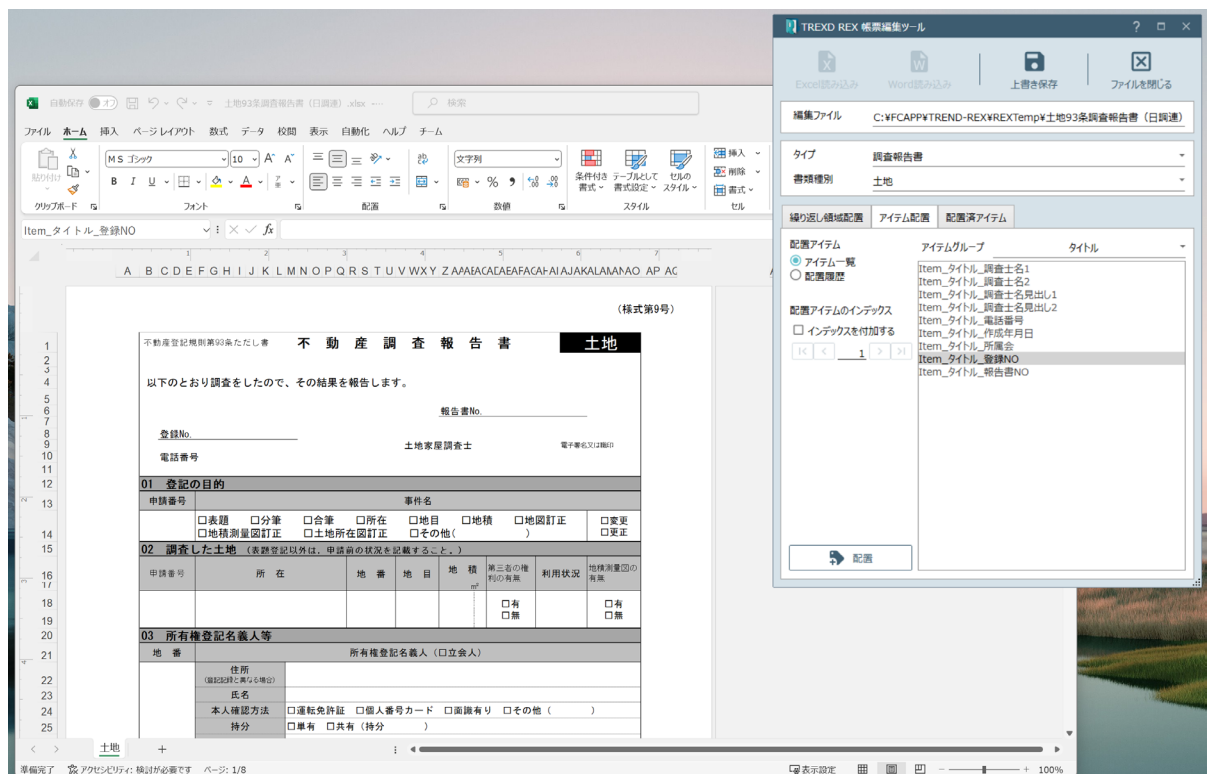 TREXD REX 帳票編集ツール
Excel読み込み Word読み込み 上書き保存 ファイルを閉じる
編集ファイル C:¥FCAPP¥TREND-REX¥REXTemp¥土地93条調査報告書（日調連）
タイプ 調査報告書
書類種別 土地
繰り返し領域配置 アイテム配置 配置済アイテム
配置アイテム アイテムグループ タイトル
アイテム一覧
配置履歴
配置アイテムのインデックス
インデックスを付加する
1
Item_タイトル_調査士名1
Item_タイトル_調査士名2
Item_タイトル_調査士名見出し1
Item_タイトル_調査士名見出し2
Item_タイトル_電話番号
Item_タイトル_作成年月日
Item_タイトル_所属会
Item_タイトル_登録NO
Item_タイトル_報告書NO
配置
自動保存 オフ 土地93条調査報告書（日調連）.xlsx 検索
ファイル ホーム 挿入 ページ レイアウト 数式 データ 校閲 表示 自動化 ヘルプ チーム
貼り付け
クリップボード
ＭＳ ゴシック 10
B I U
フォント
配置
文字列
数値
条件付き書式 テーブルとして書式設定 セルのスタイル
スタイル
挿入
削除
書式
セル
Item_タイトル_登録NO fx
(様式第9号)
不動産登記規則第93条ただし書 不動産調査報告書 土地
以下のとおり調査をしたので、その結果を報告します。
報告書No.
登録No.
土地家屋調査士 電子署名又は職印
電話番号
01 登記の目的
申請番号 事件名
□表題 □分筆 □合筆 □所在 □地目 □地積 □地図訂正 □変更
□地積測量図訂正 □土地所在図訂正 □その他( ) □更正
02 調査した土地 （表題登記以外は，申請前の状況を記載すること。）
申請番号 所在 地番 地目 地積 ㎡ 第三者の権利の有無 利用状況 地積測量図の有無
□有 □有
□無 □無
03 所有権登記名義人等
地番 所有権登記名義人（□立会人）
住所
(登記記録と異なる場合)
氏名
本人確認方法 □運転免許証 □個人番号カード □面識有り □その他（ ）
持分 □単有 □共有（持分 ）
土地
準備完了 アクセシビリティ: 検討が必要です ページ: 1/8 表示設定 100%